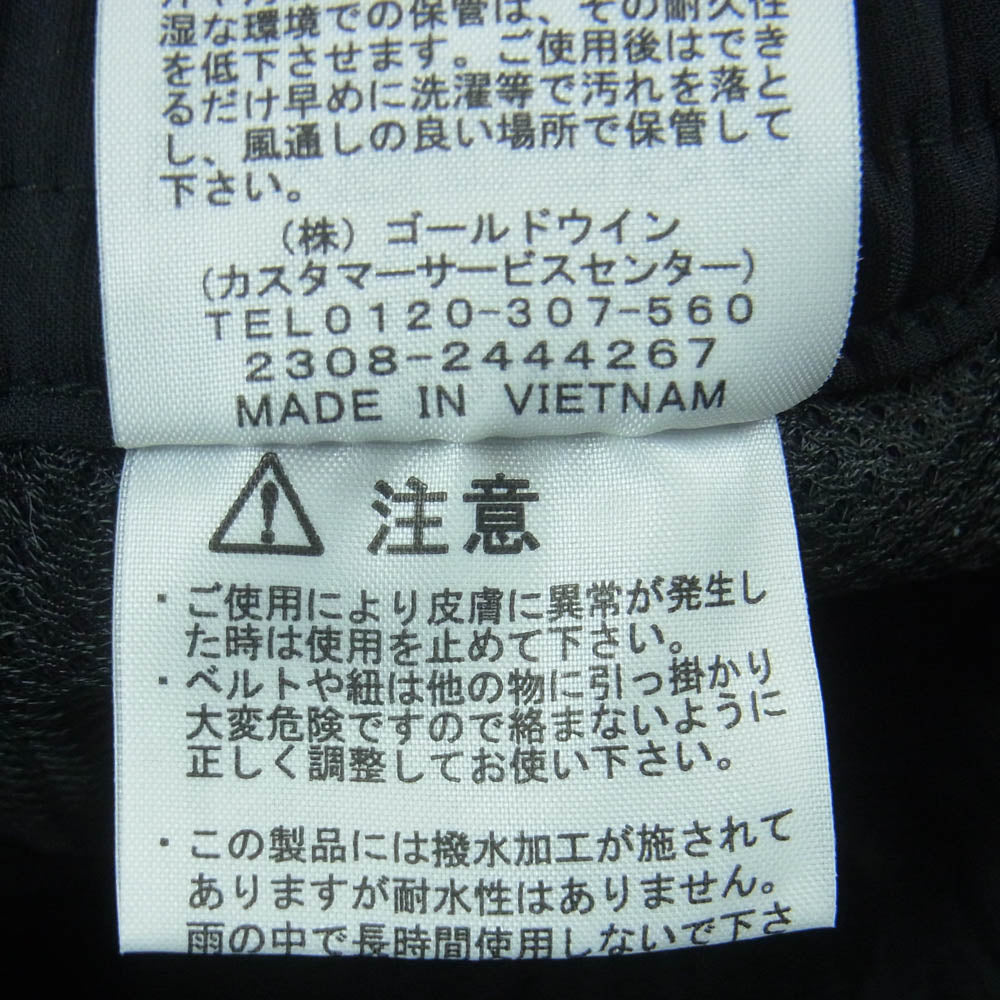 湿な環境での保管は、その耐久性
を低下させます。ご使用後はでき
るだけ早めに洗濯等で汚れを落と
し、風通しの良い場所で保管して
下さい。
(株) ゴールドウイン
(カスタマーサービスセンター)
TEL0120-307-560
2308-2444267
MADE IN VIETNAM
注意
・ご使用により皮膚に異常が発生し
た時は使用を止めて下さい。
・ベルトや紐は他の物に引っ掛かり
大変危険ですので絡まないように
正しく調整してお使い下さい。
・この製品には撥水加工が施されて
ありますが耐水性はありません。
雨の中で長時間使用しないで下さ